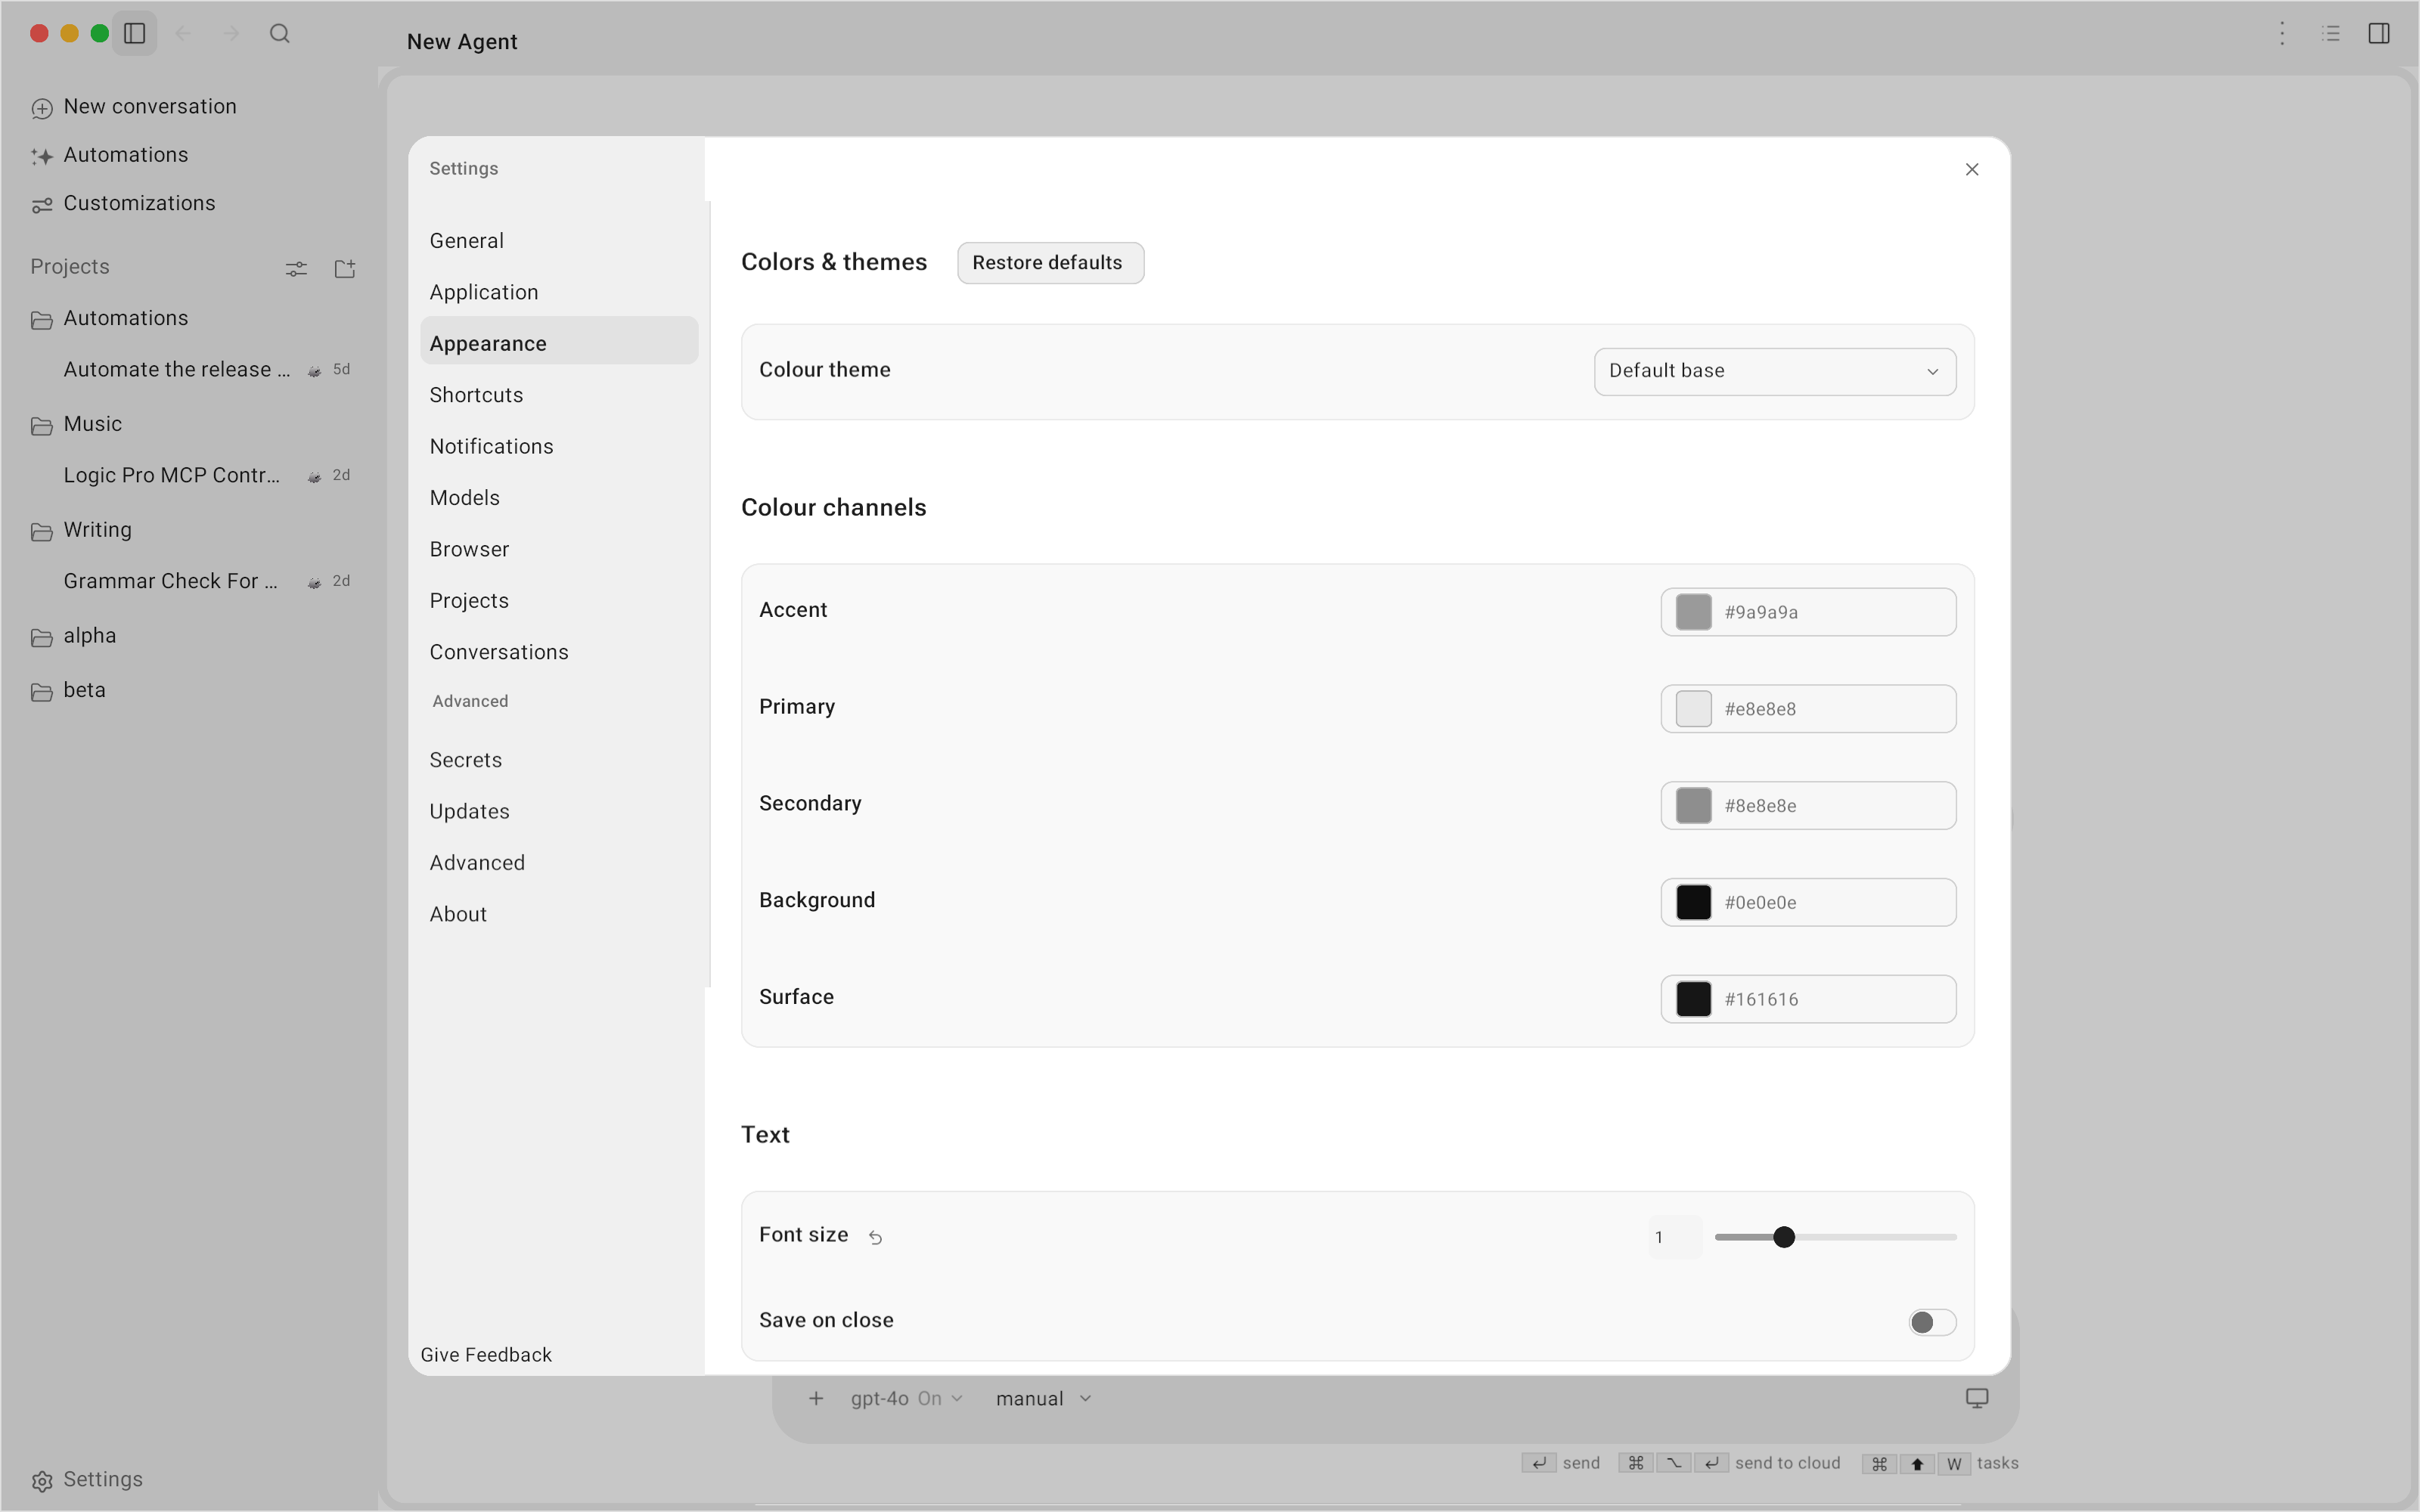 New Agent
New conversation
Automations
Customizations
Projects
Automations
Automate the release ... 5d
Music
Logic Pro MCP Contr... 2d
Writing
Grammar Check For ... 2d
alpha
beta
Settings
Settings
General
Application
Appearance
Shortcuts
Notifications
Models
Browser
Projects
Conversations
Advanced
Secrets
Updates
Advanced
About
Give Feedback
Colors & themes Restore defaults
Colour theme Default base
Colour channels
Accent #9a9a9a
Primary #e8e8e8
Secondary #8e8e8e
Background #0e0e0e
Surface #161616
Text
Font size 1
Save on close
gpt-4o On manual
send ⌘ ⌥ send to cloud ⌘ W tasks